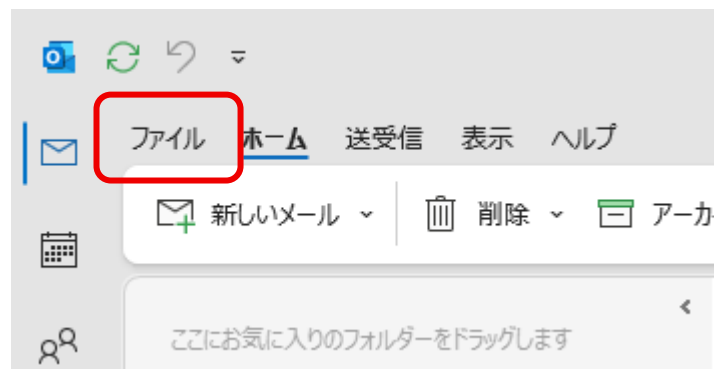 ファイル ホーム 送受信 表示 ヘルプ
新しいメール 削除 アーカ
ここにお気に入りのフォルダーをドラッグします